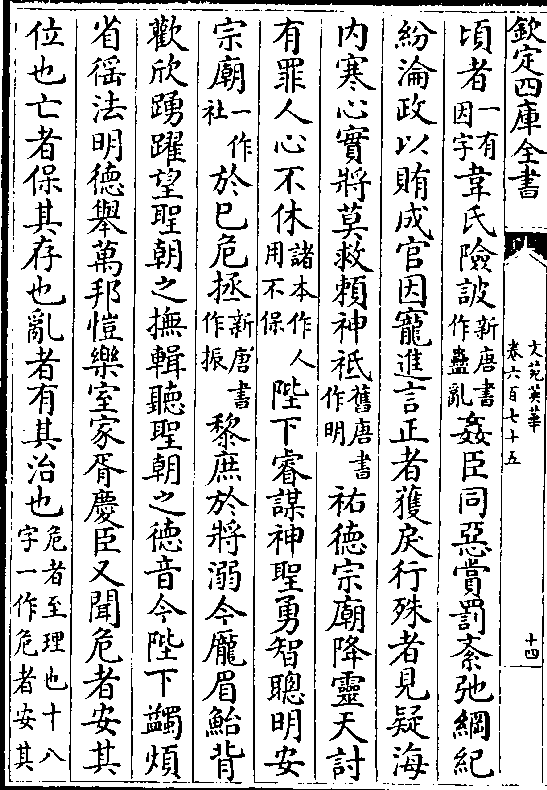 欽定四庫全書
文苑英華
卷六百七十五
十四
頃者一有因字韋氏險詖新唐書作蠱亂姦臣同惡賞罰紊弛綱紀
紛淪政以賄成官因寵進言正者獲戾行殊者見疑海
内寒心實將莫救頼神祗舊唐書作明祐德宗廟降靈天討
有罪人心不休諸本作人用不保陛下睿謀神聖勇智聰明安
宗廟一作社於已危拯新唐書作振黎庶於將溺今龎眉鮐背
歡欣踴躍望聖朝之撫輯聽聖朝之德音今陛下蠲煩
省徭法明德舉萬邦愷樂室家胥慶臣又聞危者安其
位也亡者保其存也亂者有其治也危者至理也十八字一作危者安其